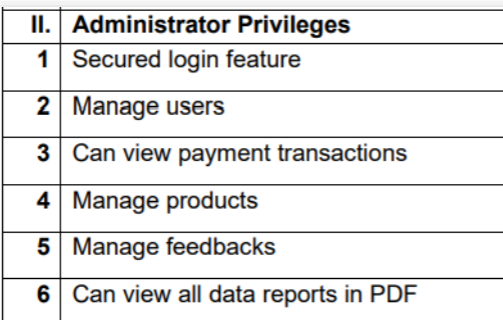 II. Administrator Privileges
1 Secured login feature
2 Manage users
3 Can view payment transactions
4 Manage products
5 Manage feedbacks
6 Can view all data reports in PDF